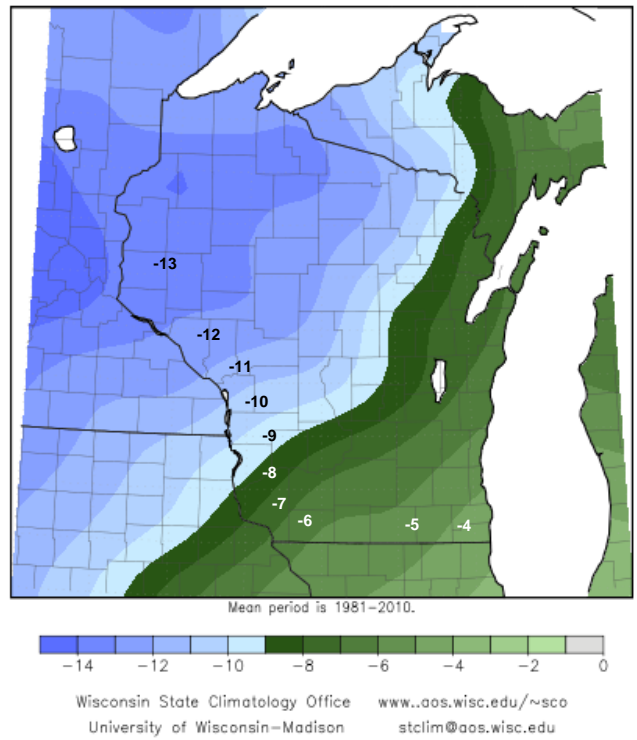 -13
-12
-11
-10
-9
-8
-7
-6
-5 -4
Mean period is 1981-2010.
-14 -12 -10 -8 -6 -4 -2 0
Wisconsin State Climatology Office www..aos.wisc.edu/~sco
University of Wisconsin-Madison stclim@aos.wisc.edu